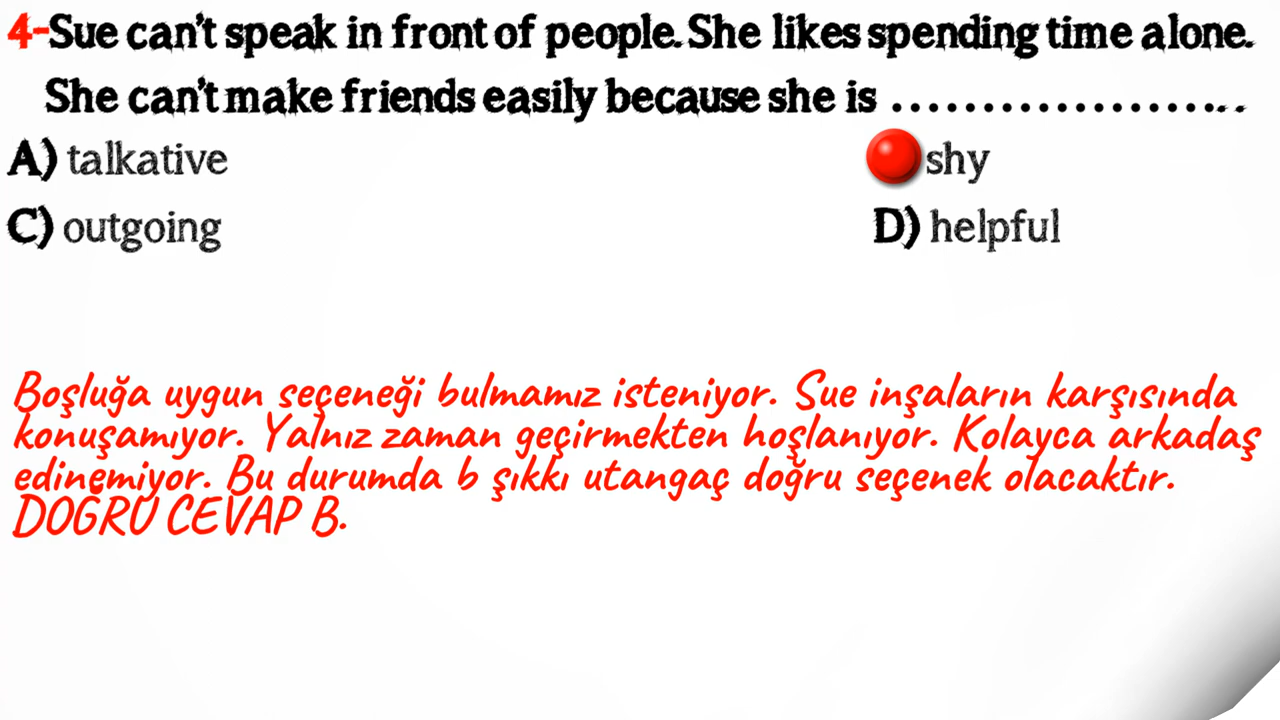 4-Sue can't speak in front of people. She likes spending time alone.
She can't make friends easily because she is ......................
A) talkative
shy
C) outgoing
D) helpful
Boşluğa uygun seçeneği bulmamız isteniyor. Sue inşaların karşısında
konuşamıyor. Yalnız zaman geçirmekten hoşlanıyor. Kolayca arkadaş
edinemiyor. Bu durumda b şıkkı utangaç doğru seçenek olacaktır.
DOĞRU CEVAP B.